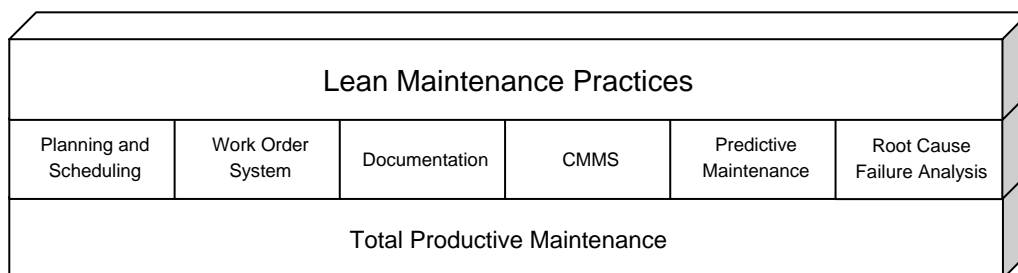 Lean Maintenance Practices
Planning and
Scheduling
Work Order
System
Documentation
CMMS
Predictive
Maintenance
Root Cause
Failure Analysis
Total Productive Maintenance